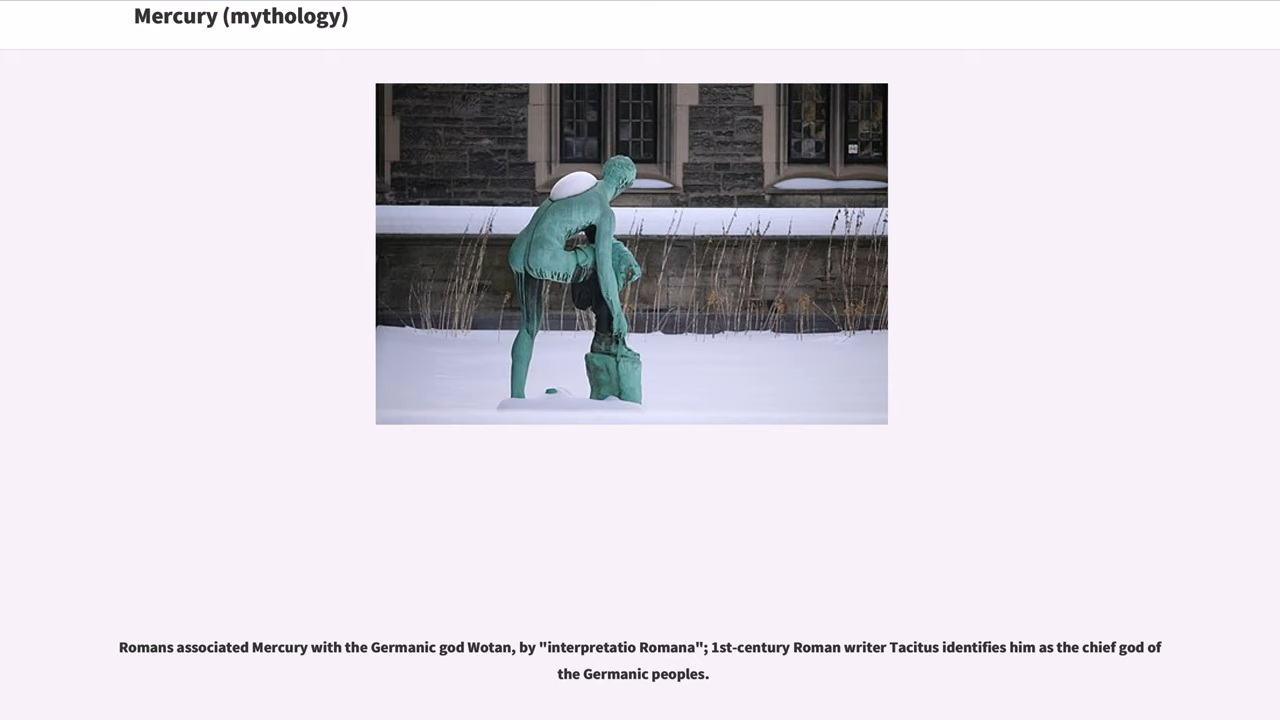 Mercury (mythology)
Romans associated Mercury with the Germanic god Wotan, by "interpretatio Romana"; 1st-century Roman writer Tacitus identifies him as the chief god of
the Germanic peoples.